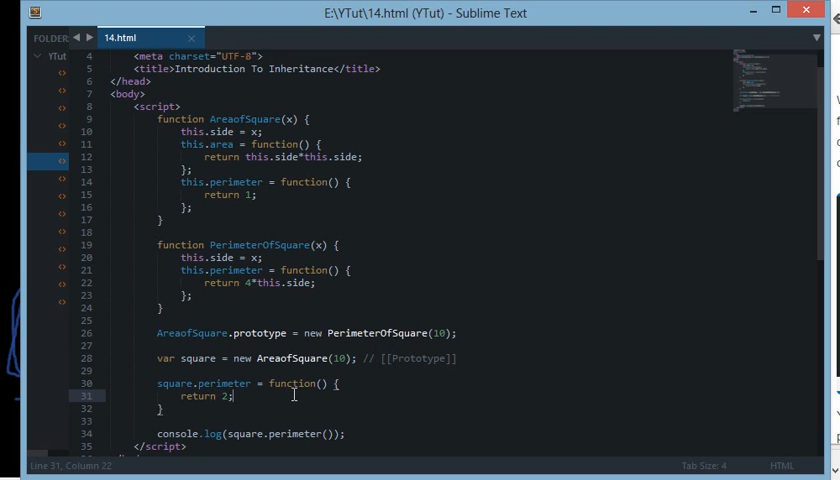 E:\YTut\14.html (YTut) - Sublime Text
FOLDER
14.html
YTut
4 <meta charset="UTF-8">
5 <title>Introduction To Inheritance</title>
6 </head>
7 <body>
8 <script>
9 function AreaofSquare(x) {
10 this.side = x;
11 this.area = function() {
12 return this.side*this.side;
13 };
14 this.perimeter = function() {
15 return 1;
16 };
17 }
18
19 function PerimeterOfSquare(x) {
20 this.side = x;
21 this.perimeter = function() {
22 return 4*this.side;
23 };
24 }
25
26 AreaofSquare.prototype = new PerimeterOfSquare(10);
27
28 var square = new AreaofSquare(10); // [[Prototype]]
29
30 square.perimeter = function() {
31 return 2;
32 }
33
34 console.log(square.perimeter());
35 </script>
Line 31, Column 22
Tab Size: 4
HTML